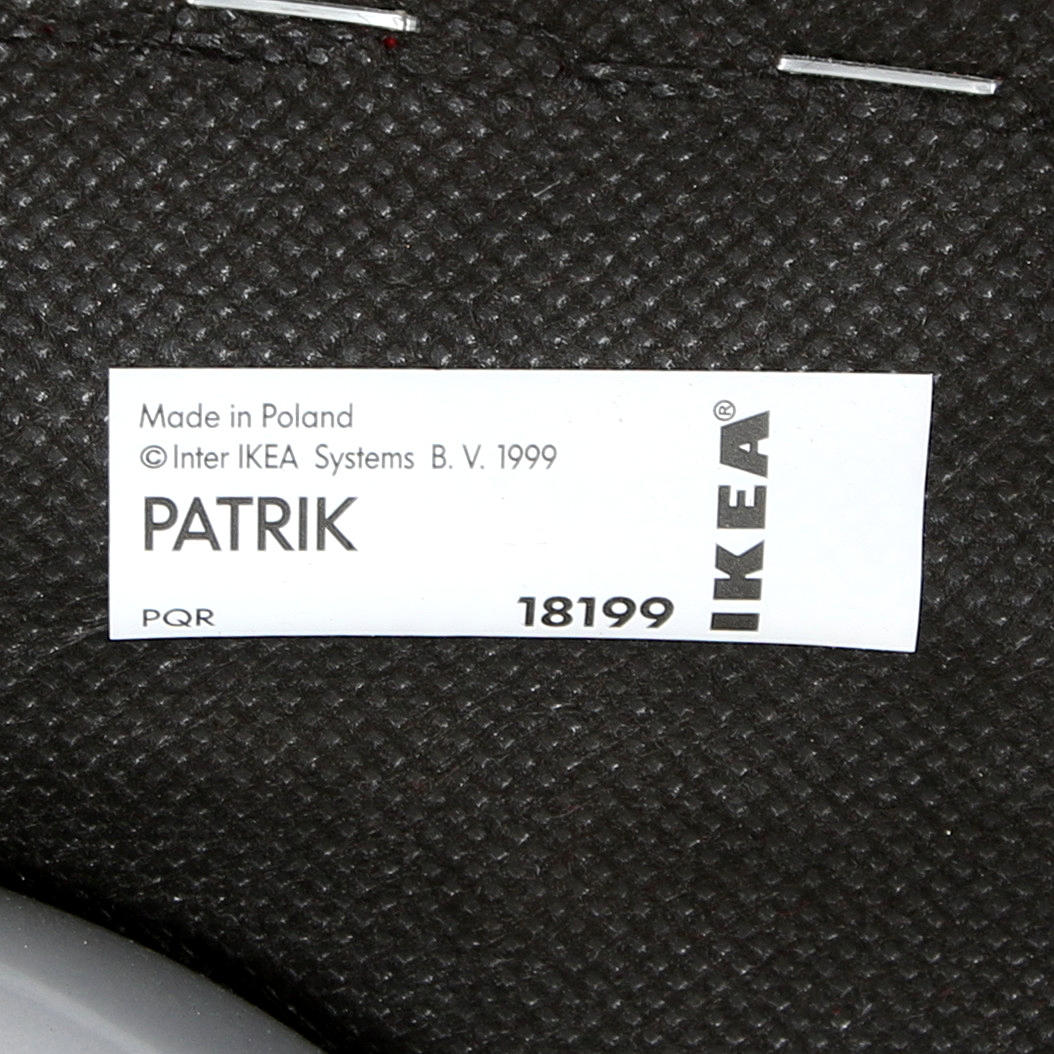 Made in Poland
© Inter IKEA Systems B. V. 1999
PATRIK
PQR 18199
IKEA®